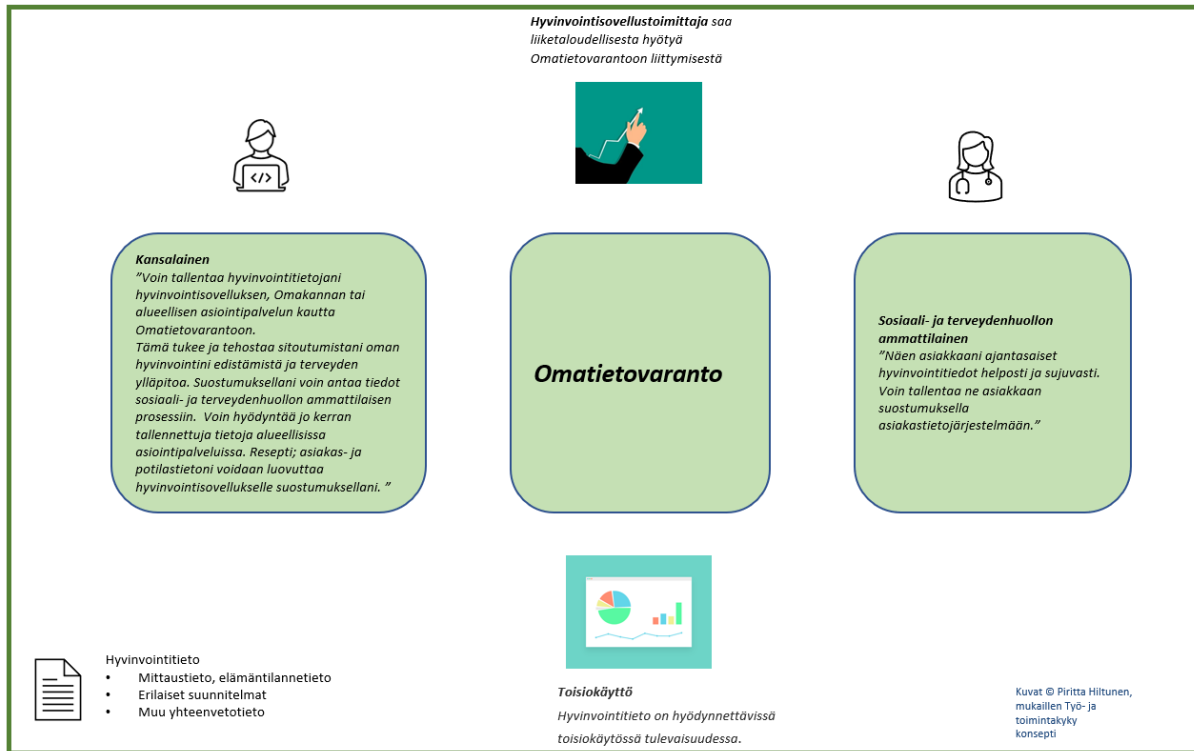 Hyvinvointisovellustoimittaja saa
liiketaloudellisesta hyötyä
Omatietovarantoon liittymisestä
Kansalainen
”Voin tallentaa hyvinvointitietojani
hyvinvointisovelluksen, Omakannan tai
alueellisen asiointipalvelun kautta
Omatietovarantoon.
Tämä tukee ja tehostaa sitoutumistani oman
hyvinvointini edistämistä ja terveyden
ylläpitoa. Suostumuksellani voin antaa tiedot
sosiaali- ja terveydenhuollon ammattilaisen
prosessiin. Voin hyödyntää jo kerran
tallennettuja tietoja alueellisissa
asiointipalveluissa. Resepti; asiakas- ja
potilastietoni voidaan luovuttaa
hyvinvointisovellukselle suostumuksellani. ”
Omatietovaranto
Sosiaali- ja terveydenhuollon
ammattilainen
”Näen asiakkaani ajantasaiset
hyvinvointitiedot helposti ja sujuvasti.
Voin tallentaa ne asiakkaan
suostumuksella
asiakastietojärjestelmään.”
Hyvinvointitieto
• Mittaustieto, elämäntilannetieto
• Erilaiset suunnitelmat
• Muu yhteenvetotieto
Toisiokäyttö
Hyvinvointitieto on hyödynnettävissä
toisiokäytössä tulevaisuudessa.
Kuvat © Piritta Hiltunen,
mukaillen Työ- ja
toimintakyky
konsepti